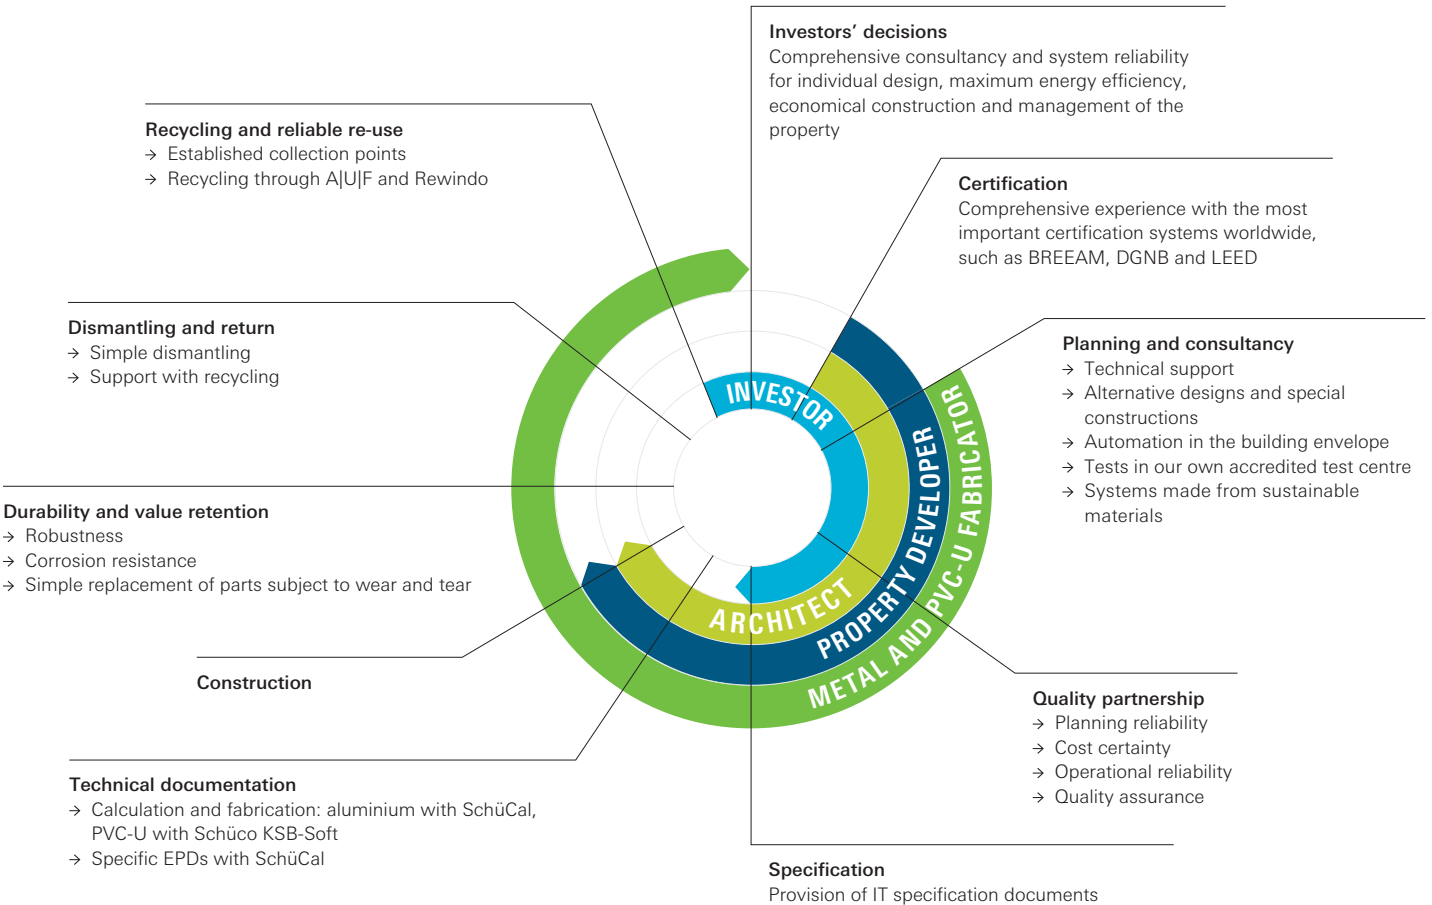 Investors’ decisions
Comprehensive consultancy and system reliability
for individual design, maximum energy efficiency,
economical construction and management of the
property
Certification
Comprehensive experience with the most
important certification systems worldwide,
such as BREEAM, DGNB and LEED
Planning and consultancy
→ Technical support
→ Alternative designs and special
constructions
→ Automation in the building envelope
→ Tests in our own accredited test centre
→ Systems made from sustainable
materials
Quality partnership
→ Planning reliability
→ Cost certainty
→ Operational reliability
→ Quality assurance
Specification
Provision of IT specification documents
Technical documentation
→ Calculation and fabrication: aluminium with SchüCal,
PVC-U with Schüco KSB-Soft
→ Specific EPDs with SchüCal
Construction
Durability and value retention
→ Robustness
→ Corrosion resistance
→ Simple replacement of parts subject to wear and tear
Dismantling and return
→ Simple dismantling
→ Support with recycling
Recycling and reliable re-use
→ Established collection points
→ Recycling through A|U|F and Rewindo
INVESTOR
ARCHITECT
PROPERTY DEVELOPER
METAL AND PVC-U FABRICATOR